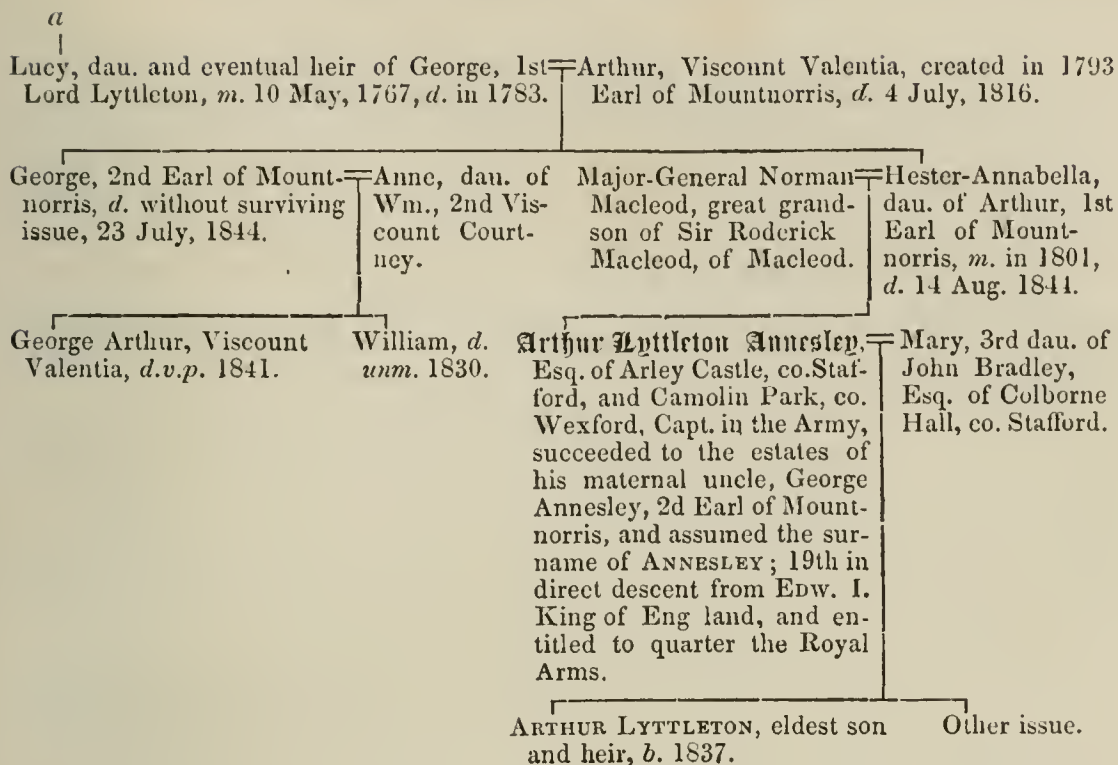 a
Lucy, dau. and eventual heir of George, 1st
Lord Lyttleton, m. 10 May, 1767, d. in 1783.
Arthur, Viscount Valentia, created in 1793
Earl of Mountnorris, d. 4 July, 1816.
George, 2nd Earl of Mount-
norris, d. without surviving
issue, 23 July, 1844.
Anne, dau. of
Wm., 2nd Vis-
count Court-
ney.
Major-General Norman
Macleod, great grand-
son of Sir Roderick
Macleod, of Macleod.
Hester-Annabella,
dau. of Arthur, 1st
Earl of Mount-
norris, m. in 1801,
d. 14 Aug. 1844.
George Arthur, Viscount
Valentia, d.v.p. 1841.
William, d.
unm. 1830.
Arthur Lyttleton Annesley,
Esq. of Arley Castle, co.Staf-
ford, and Camolin Park, co.
Wexford, Capt. in the Army,
succeeded to the estates of
his maternal uncle, George
Annesley, 2d Earl of Mount-
norris, and assumed the sur-
name of ANNESLEY; 19th in
direct descent from EDW. I.
King of Eng land, and en-
titled to quarter the Royal
Arms.
Mary, 3rd dau. of
John Bradley,
Esq. of Colborne
Hall, co. Stafford.
ARTHUR LYTTLETON, eldest son
and heir, b. 1837.
Other issue.